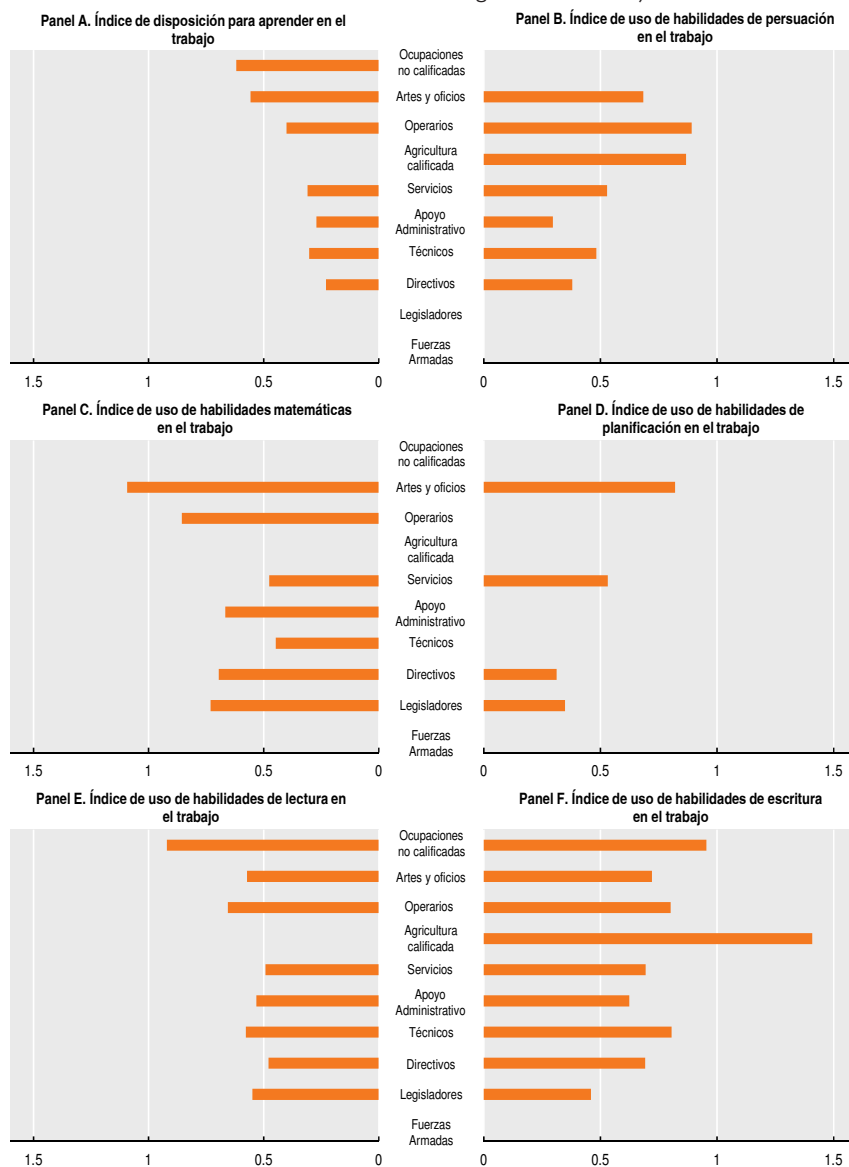 Panel A. Índice de disposición para aprender en el
trabajo
Panel B. Índice de uso de habilidades de persuación
en el trabajo
Ocupaciones
no calificadas
Artes y oficios
Operarios
Agricultura
calificada
Servicios
Apoyo
Administrativo
Técnicos
Directivos
Legisladores
Fuerzas
Armadas
1.5 1 0.5 0 0 0.5 1 1.5
Panel C. Índice de uso de habilidades matemáticas
en el trabajo
Panel D. Índice de uso de habilidades de
planificación en el trabajo
Ocupaciones
no calificadas
Artes y oficios
Operarios
Agricultura
calificada
Servicios
Apoyo
Administrativo
Técnicos
Directivos
Legisladores
Fuerzas
Armadas
1.5 1 0.5 0 0 0.5 1 1.5
Panel E. Índice de uso de habilidades de lectura en
el trabajo
Panel F. Índice de uso de habilidades de escritura
en el trabajo
Ocupaciones
no calificadas
Artes y oficios
Operarios
Agricultura
calificada
Servicios
Apoyo
Administrativo
Técnicos
Directivos
Legisladores
Fuerzas
Armadas
1.5 1 0.5 0 0 0.5 1 1.5